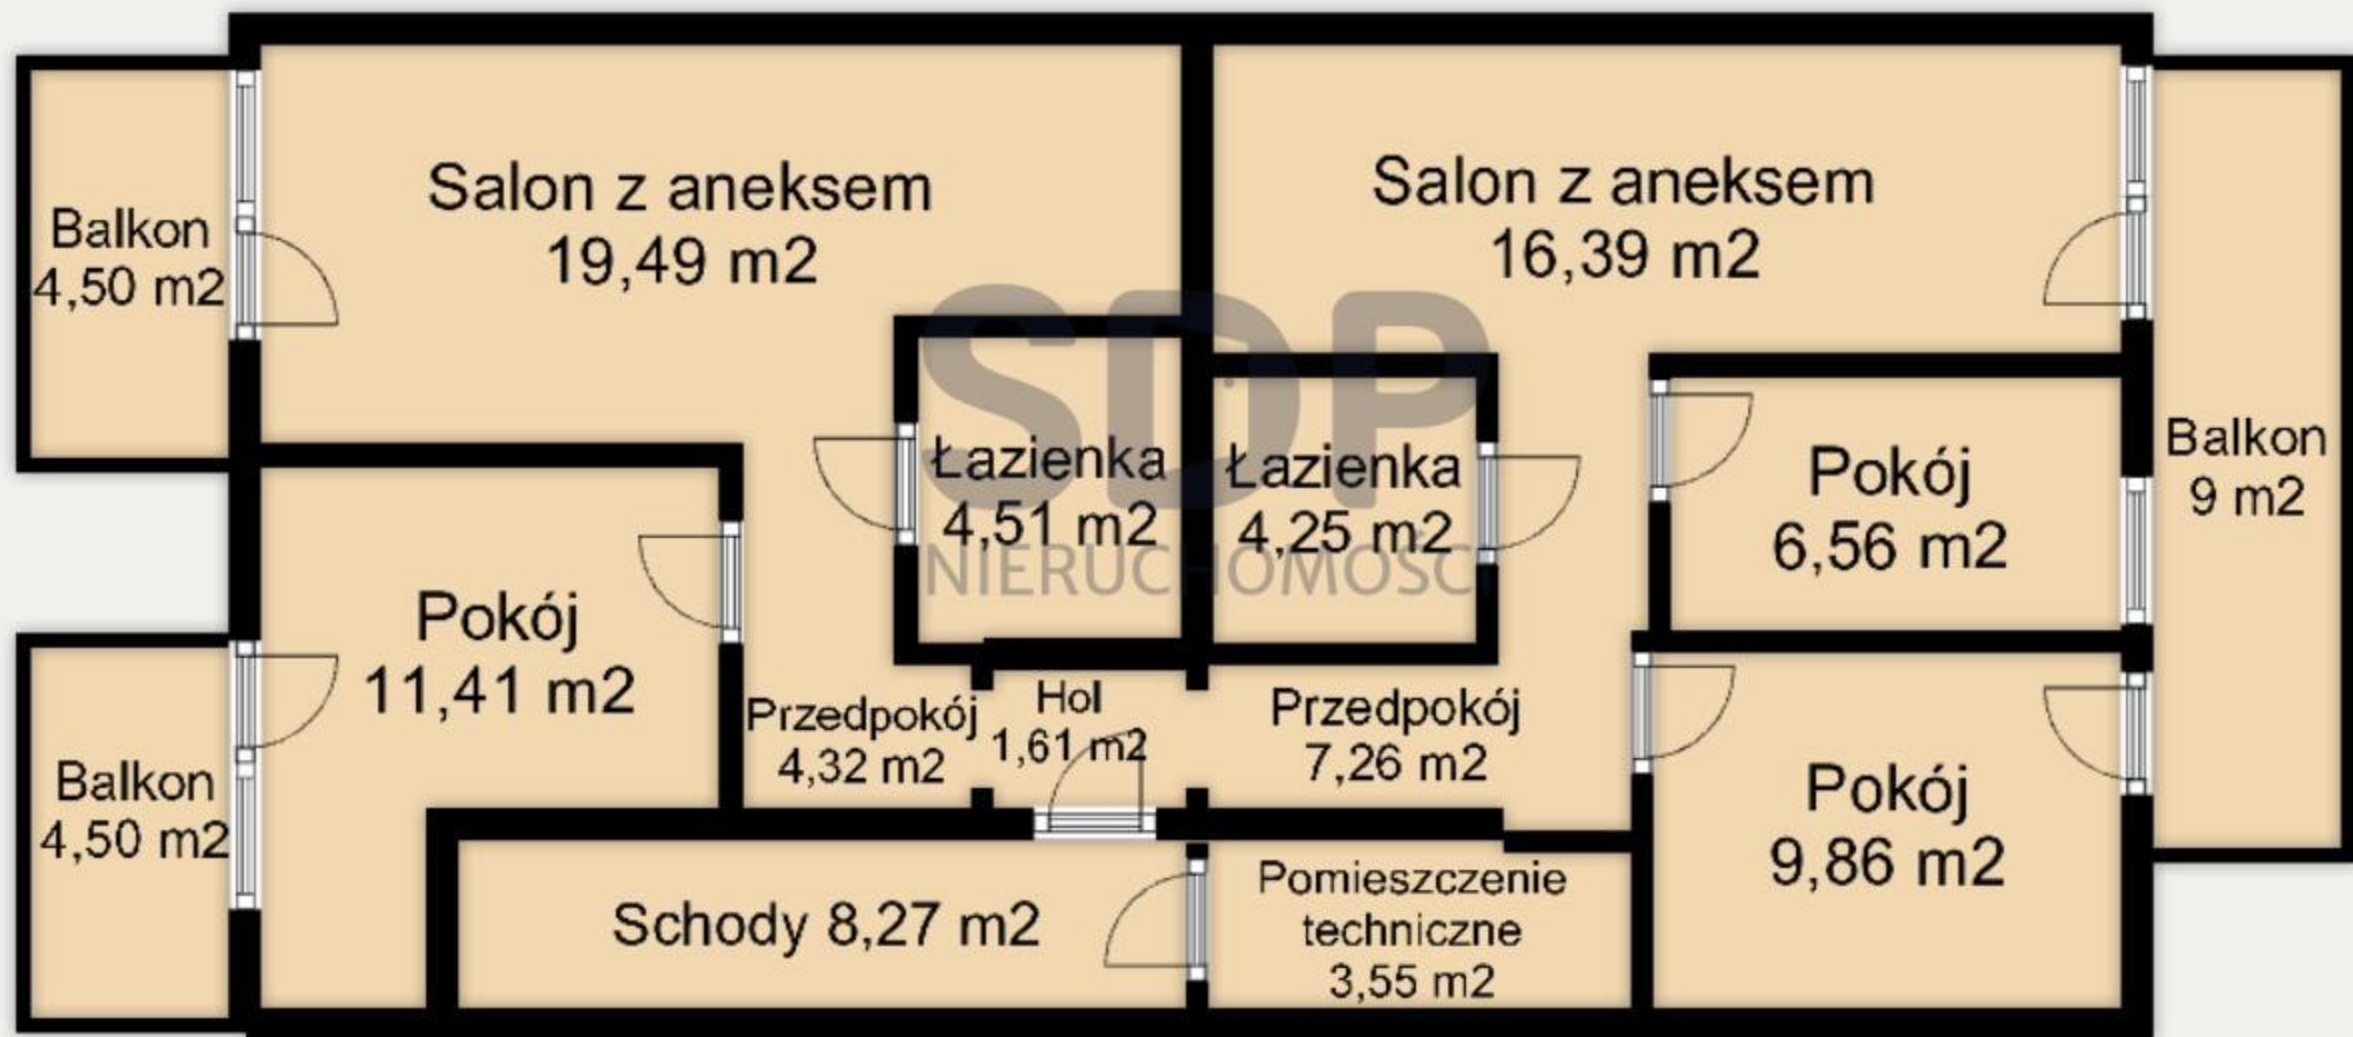 Salon z aneksem
19,49 m2
Salon z aneksem
16,39 m2
Balkon
4,50 m2
Łazienka
4,51 m2
Łazienka
4,25 m2
Pokój
6,56 m2
Balkon
9 m2
SDP
NIERUCHOMOŚCI
Pokój
11,41 m2
Przedpokój
4,32 m2
Hol
1,61 m2
Przedpokój
7,26 m2
Balkon
4,50 m2
Pokój
9,86 m2
Schody 8,27 m2
Pomieszczenie
techniczne
3,55 m2